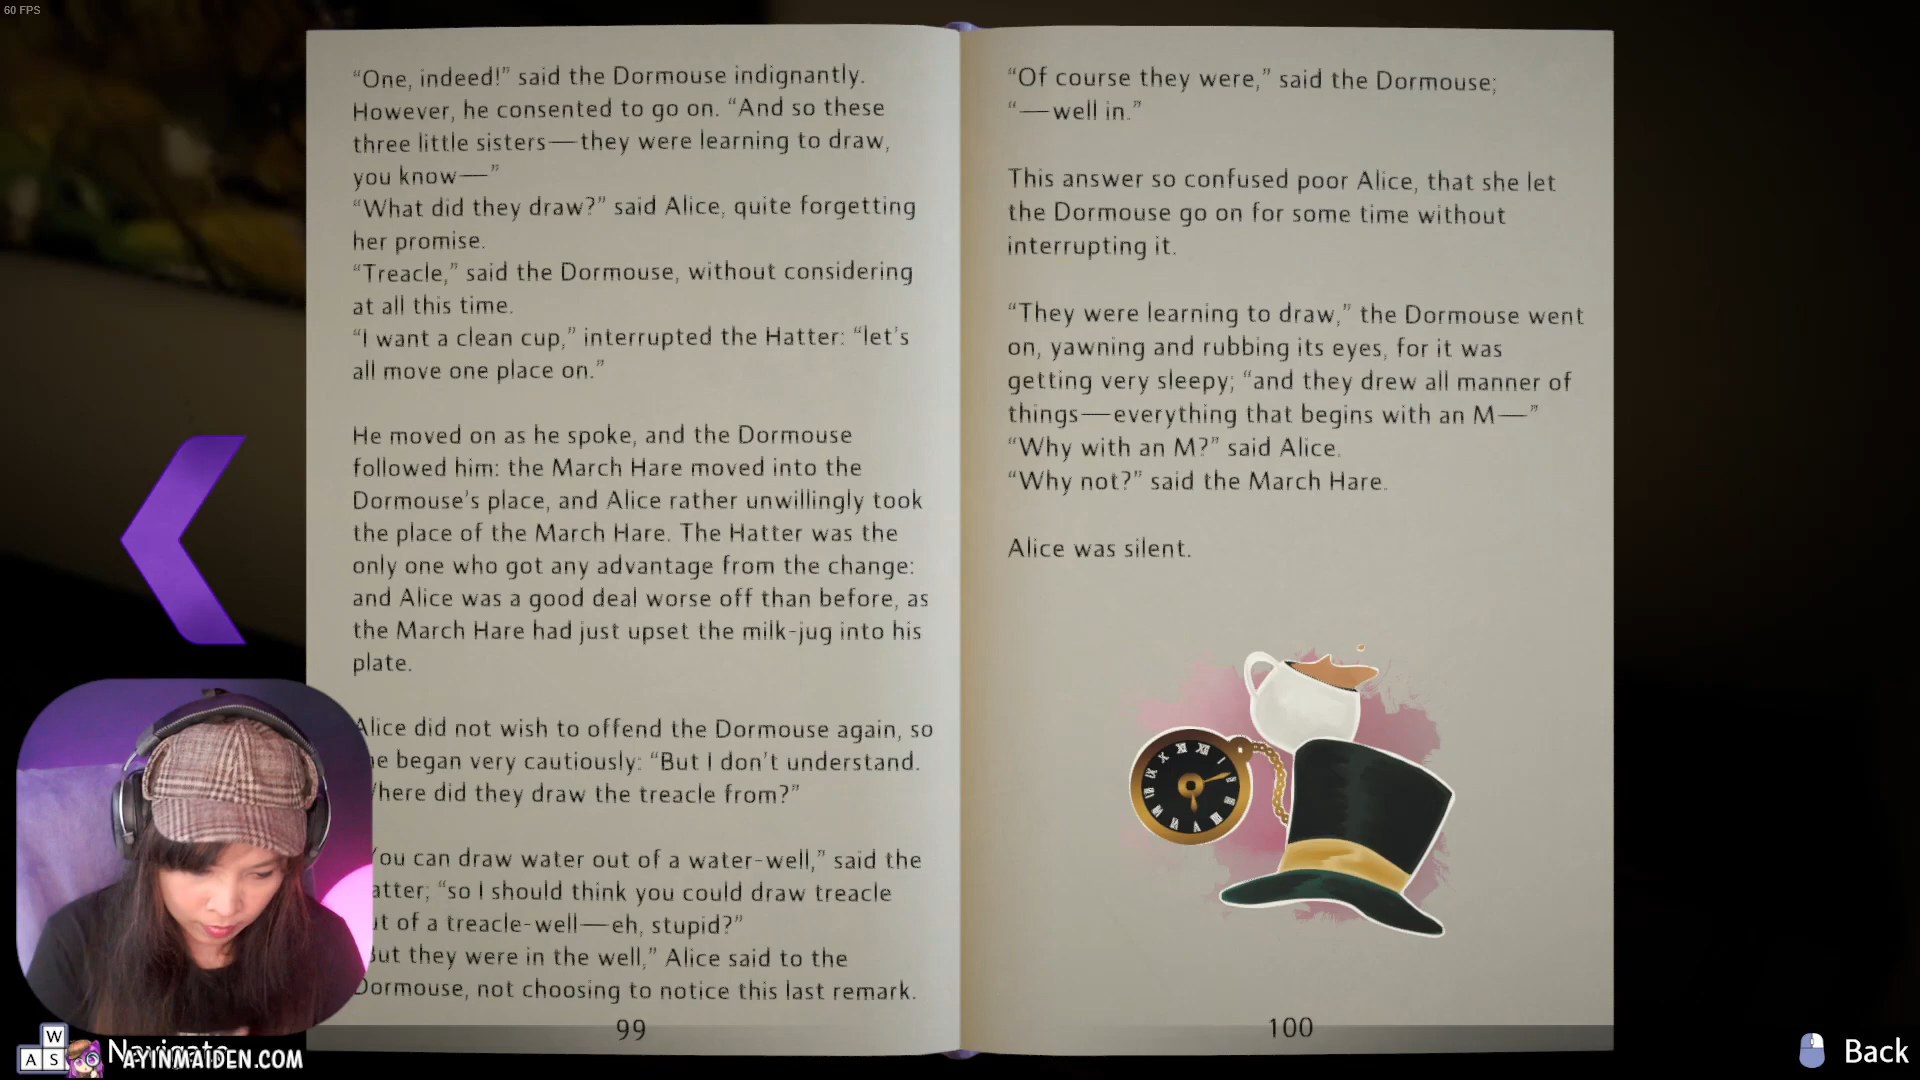 60 FPS
“One, indeed!” said the Dormouse indignantly.
However, he consented to go on. “And so these
three little sisters—they were learning to draw,
you know—”
“What did they draw?” said Alice, quite forgetting
her promise.
“Treacle,” said the Dormouse, without considering
at all this time.
“I want a clean cup,” interrupted the Hatter: “let’s
all move one place on.”
He moved on as he spoke, and the Dormouse
followed him: the March Hare moved into the
Dormouse’s place, and Alice rather unwillingly took
the place of the March Hare. The Hatter was the
only one who got any advantage from the change:
and Alice was a good deal worse off than before, as
the March Hare had just upset the milk-jug into his
plate.
Alice did not wish to offend the Dormouse again, so
he began very cautiously: “But I don’t understand.
here did they draw the treacle from?”
ou can draw water out of a water-well,” said the
atter; “so I should think you could draw treacle
t of a treacle-well—eh, stupid?”
ut they were in the well,” Alice said to the
Dormouse, not choosing to notice this last remark.
99
“Of course they were,” said the Dormouse;
“—well in.”
This answer so confused poor Alice, that she let
the Dormouse go on for some time without
interrupting it.
“They were learning to draw,” the Dormouse went
on, yawning and rubbing its eyes, for it was
getting very sleepy; “and they drew all manner of
things—everything that begins with an M—”
“Why with an M?” said Alice.
“Why not?” said the March Hare.
Alice was silent.
100
W
A S
Navigate
AYINMAIDEN.COM
Back